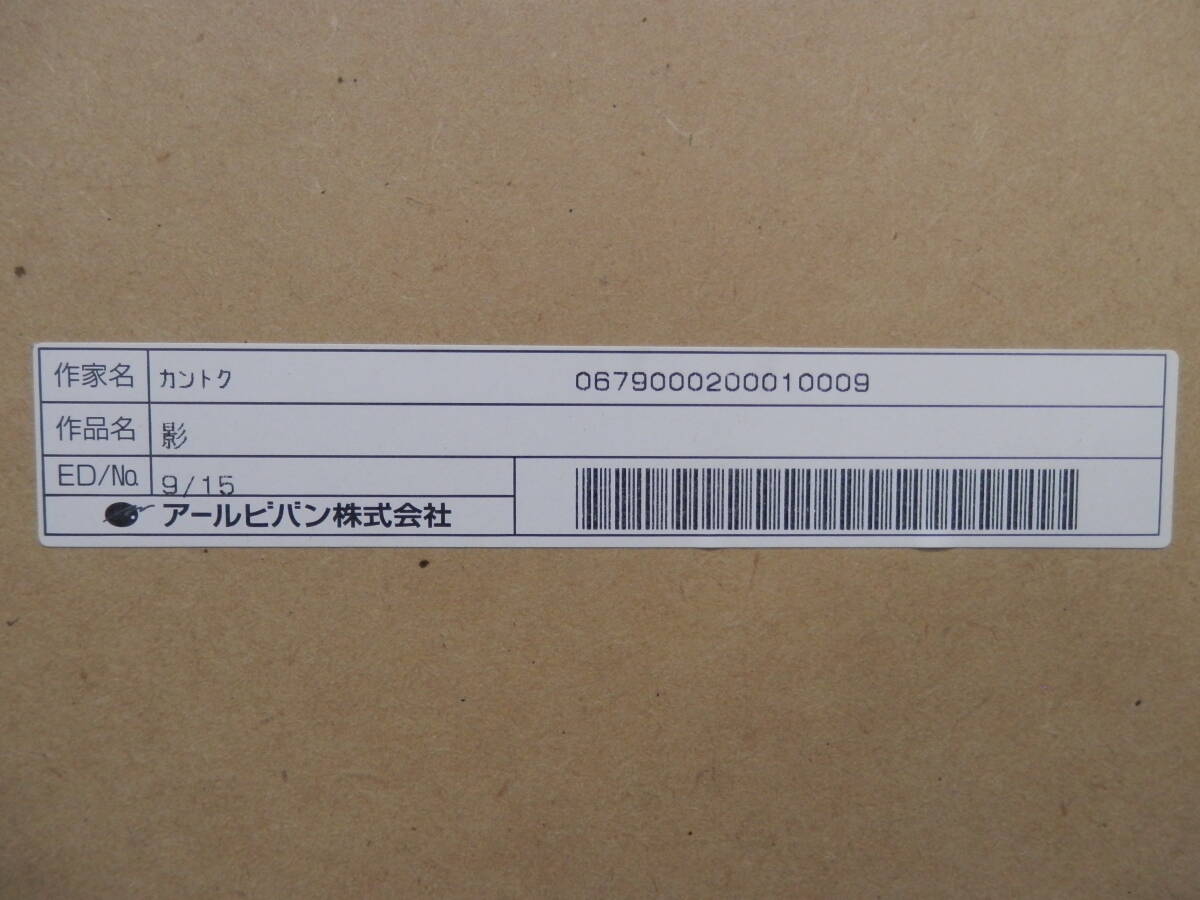 作家名 カントク 0679000200010009
作品名 影
ED/No. 9/15
アールビバン株式会社